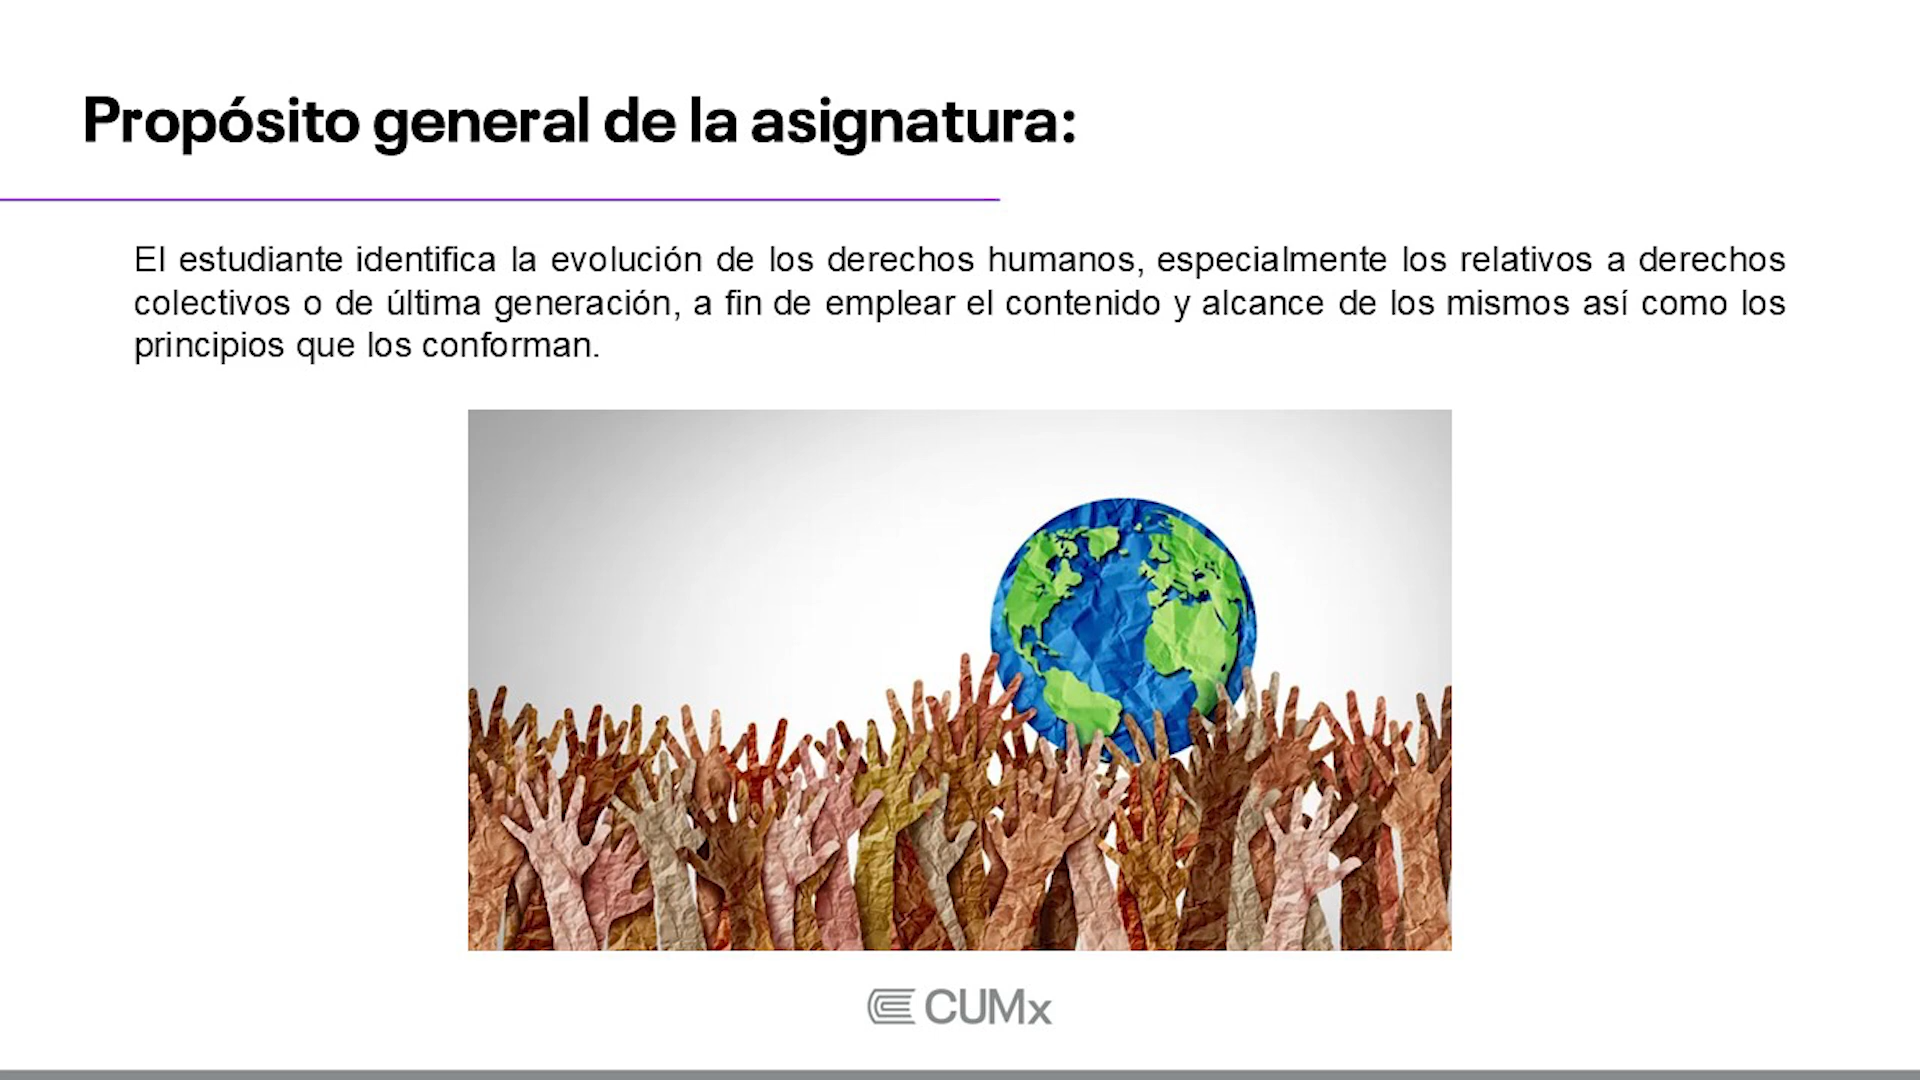 Propósito general de la asignatura:
El estudiante identifica la evolución de los derechos humanos, especialmente los relativos a derechos
colectivos o de última generación, a fin de emplear el contenido y alcance de los mismos así como los
principios que los conforman.
CUMx